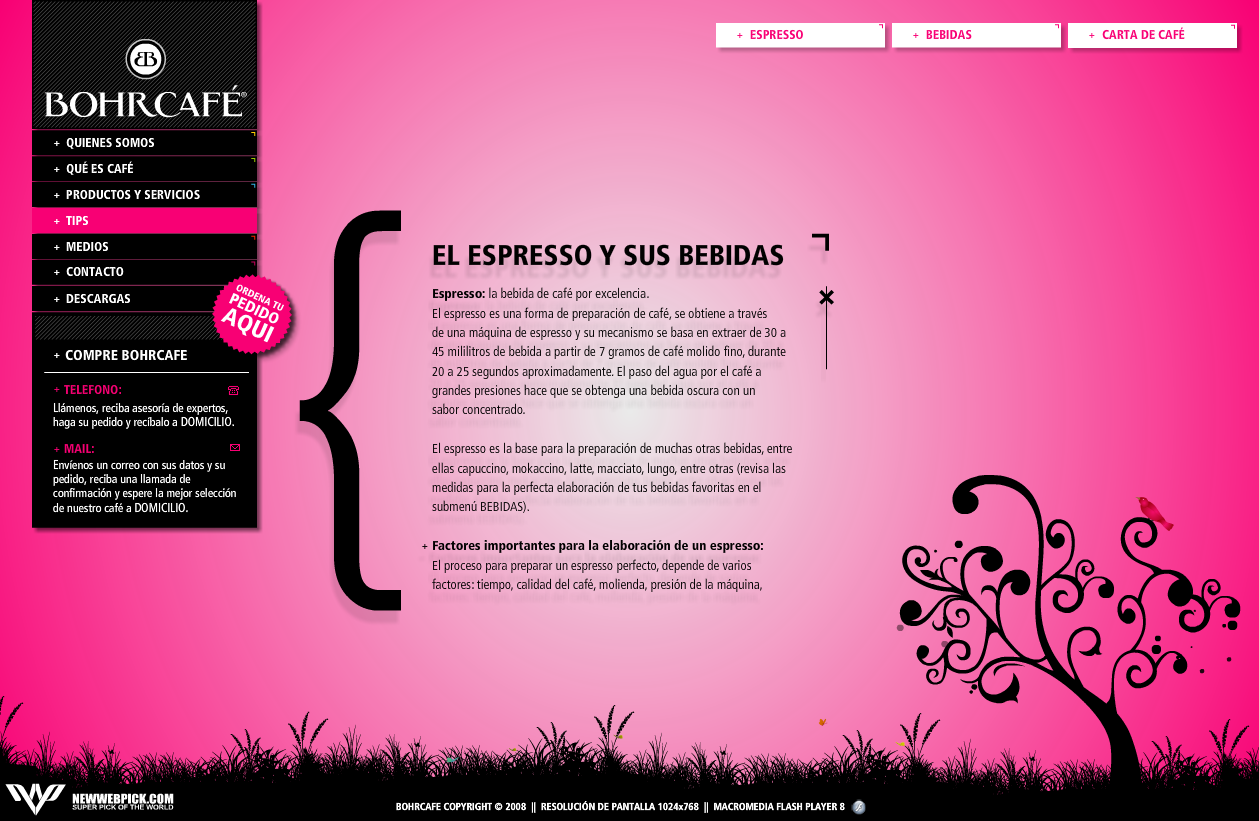 BOHRCAFÉ®
+ QUIENES SOMOS
+ QUÉ ES CAFÉ
+ PRODUCTOS Y SERVICIOS
+ TIPS
+ MEDIOS
+ CONTACTO
+ DESCARGAS
ORDENA TU
PEDIDO
AQUI
+ COMPRE BOHRCAFE
+ TELEFONO:
Llámenos, reciba asesoría de expertos,
haga su pedido y recíbalo a DOMICILIO.
+ MAIL:
Envíenos un correo con sus datos y su
pedido, reciba una llamada de
confirmación y espere la mejor selección
de nuestro café a DOMICILIO.
+ ESPRESSO
+ BEBIDAS
+ CARTA DE CAFÉ
EL ESPRESSO Y SUS BEBIDAS
Espresso: la bebida de café por excelencia.
El espresso es una forma de preparación de café, se obtiene a través
de una máquina de espresso y su mecanismo se basa en extraer de 30 a
45 mililitros de bebida a partir de 7 gramos de café molido fino, durante
20 a 25 segundos aproximadamente. El paso del agua por el café a
grandes presiones hace que se obtenga una bebida oscura con un
sabor concentrado.
El espresso es la base para la preparación de muchas otras bebidas, entre
ellas capuccino, mokaccino, latte, macciato, lungo, entre otras (revisa las
medidas para la perfecta elaboración de tus bebidas favoritas en el
submenú BEBIDAS).
+ Factores importantes para la elaboración de un espresso:
El proceso para preparar un espresso perfecto, depende de varios
factores: tiempo, calidad del café, molienda, presión de la máquina,
NEWWEBPICK.COM
SUPER PICK OF THE WORLD
BOHRCAFE COPYRIGHT © 2008 || RESOLUCIÓN DE PANTALLA 1024x768 || MACROMEDIA FLASH PLAYER 8